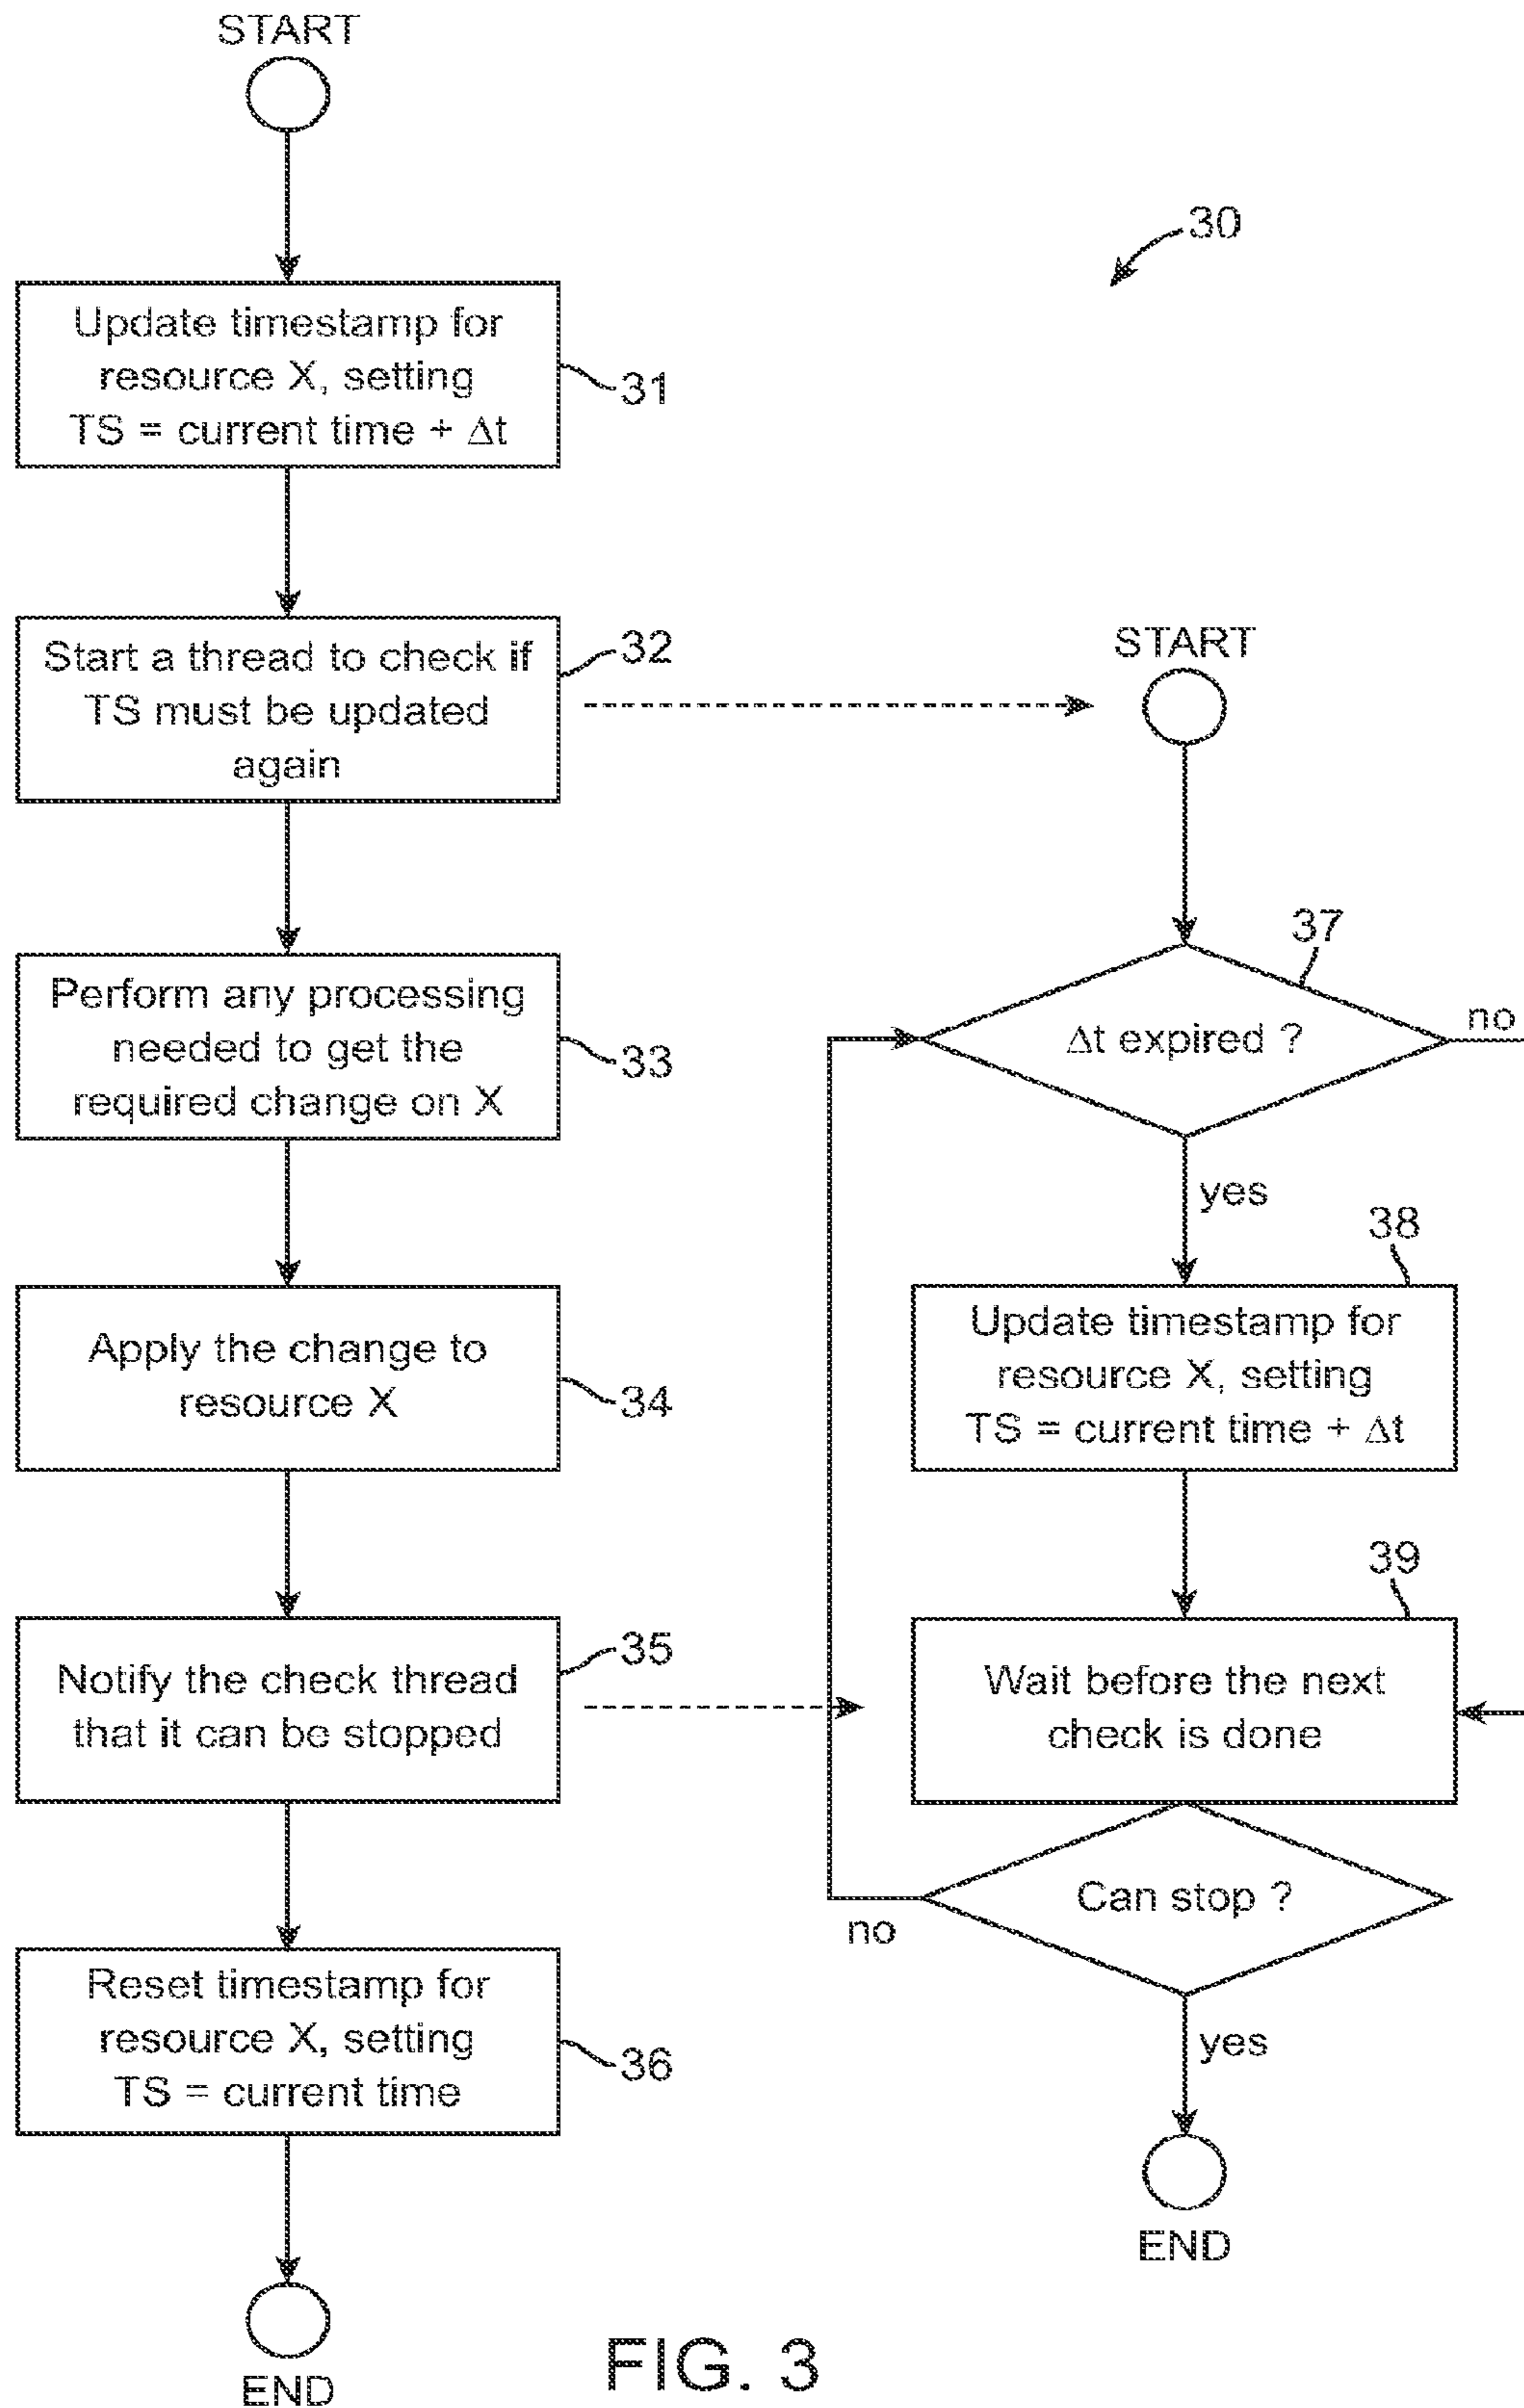 START
30
Update timestamp for
resource X, setting
TS = current time + Δt
31
Start a thread to check if
TS must be updated
again
32
Perform any processing
needed to get the
required change on X
33
Apply the change to
resource X
34
Notify the check thread
that it can be stopped
35
Reset timestamp for
resource X, setting
TS = current time
36
END
START
37
Δt expired ?
no
yes
38
Update timestamp for
resource X, setting
TS = current time + Δt
39
Wait before the next
check is done
Can stop ?
no
yes
END
FIG. 3